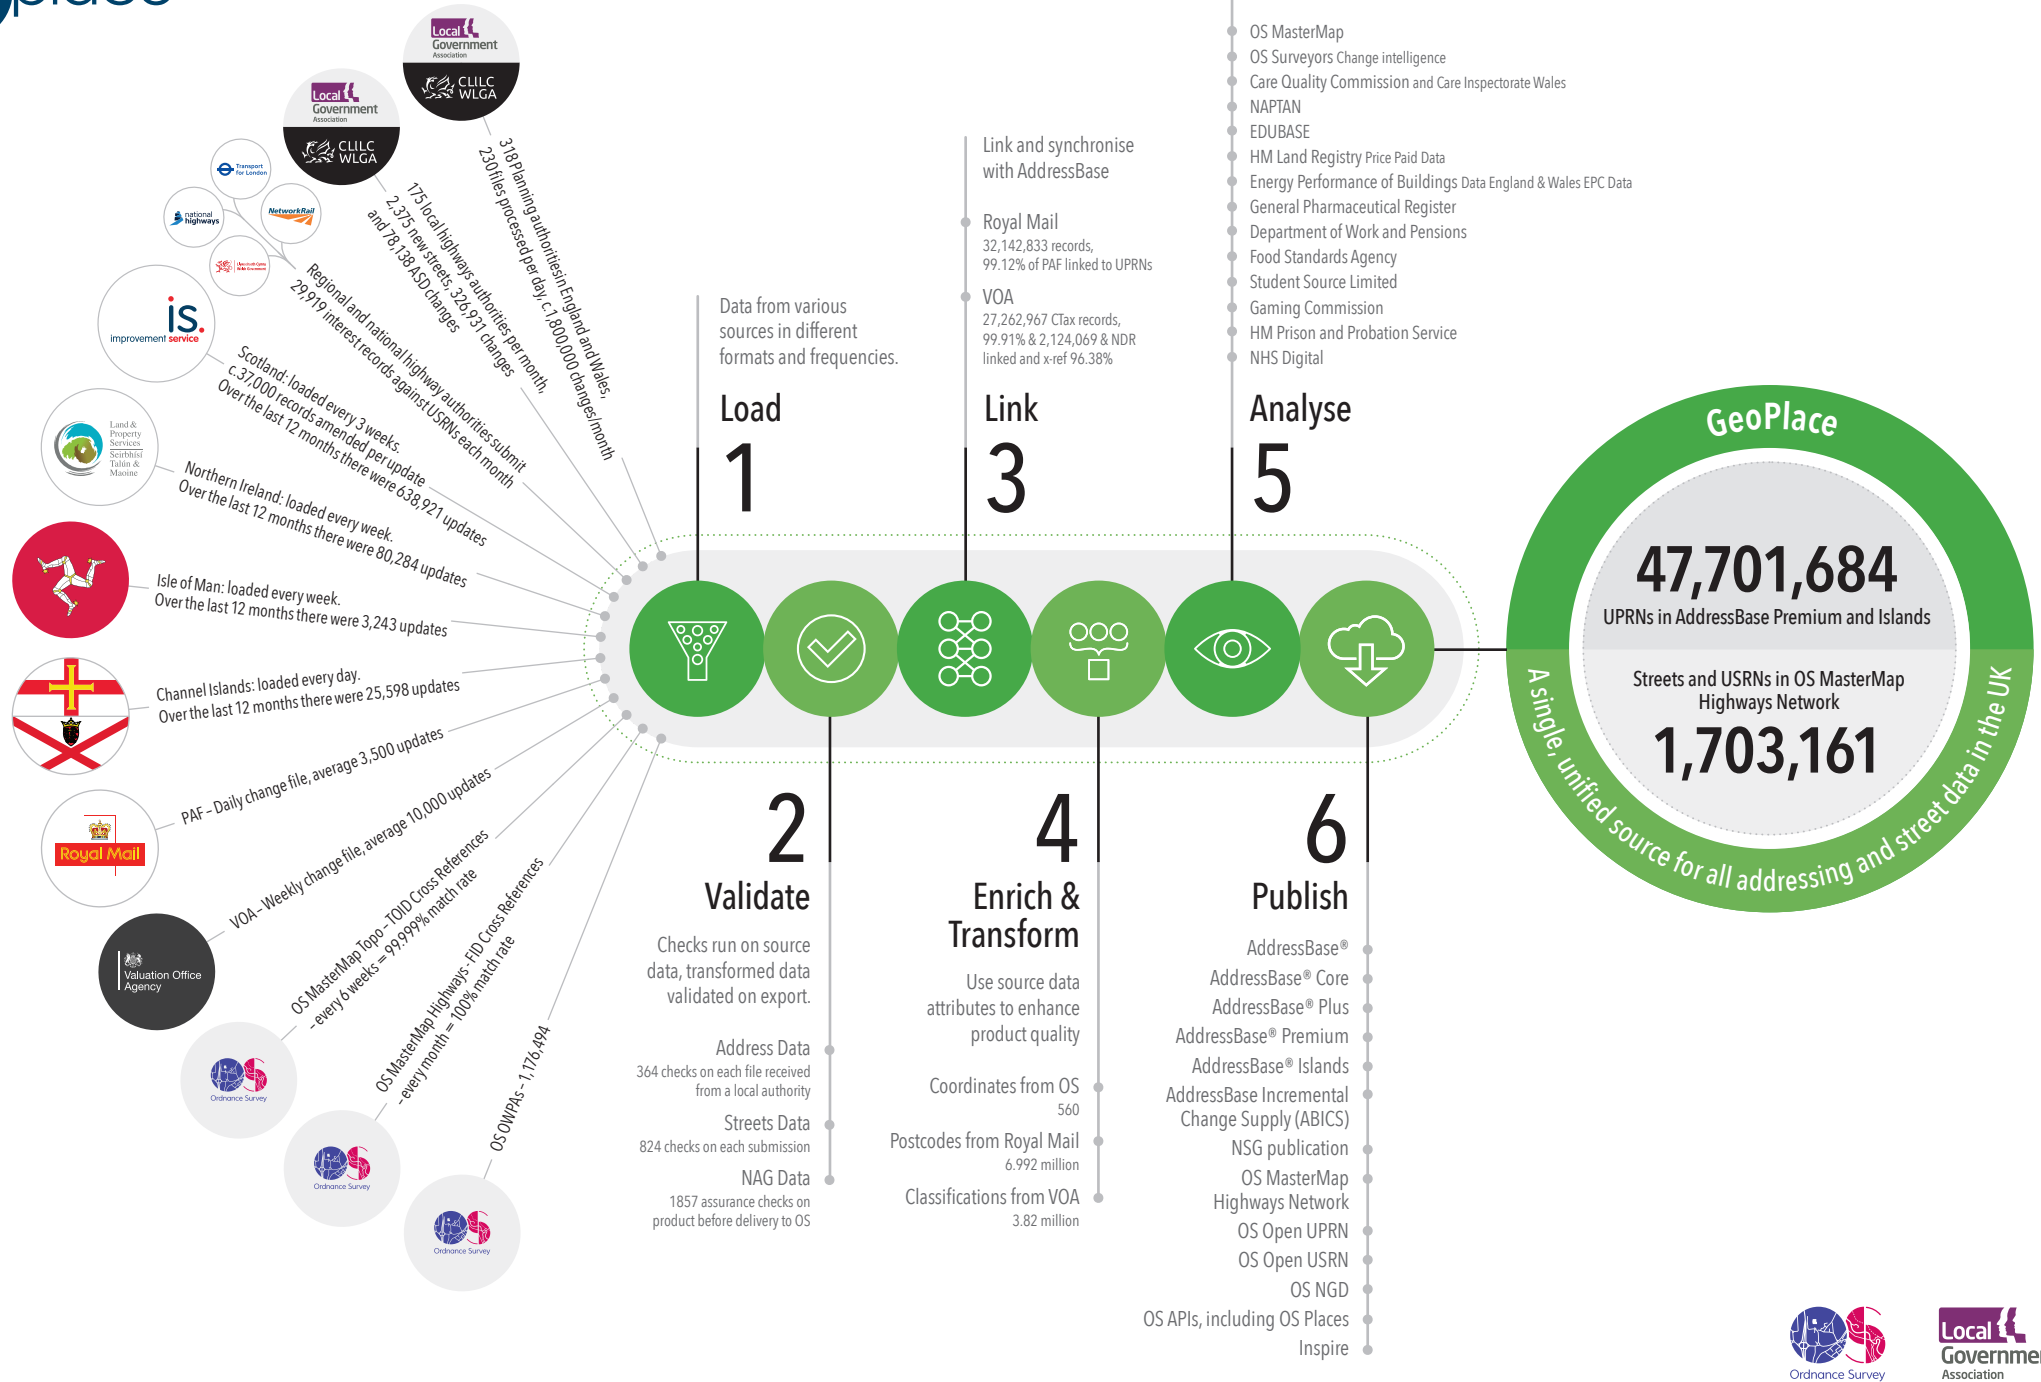 place
Local
Government
Association
CLILC
WLGA
318 Planning authorities in England and Wales,
230 files processed per day, c.1,800,000 changes/month
Local
Government
Association
CLILC
WLGA
175 local highways authorities per month,
2,375 new streets, 326,931 changes
and 78,138 ASD changes
Transport
for London
national
highways
NetworkRail
Regional and national highway authorities submit
29,919 interest records against USRNs each month
is.
improvement service
Scotland: loaded every 3 weeks.
c.37,000 records amended per update
Over the last 12 months there were 638,921 updates
Land &
Property
Services
Seirbhísí
Talún &
Maoine
Northern Ireland: loaded every week.
Over the last 12 months there were 80,284 updates
Isle of Man: loaded every week.
Over the last 12 months there were 3,243 updates
Channel Islands: loaded every day.
Over the last 12 months there were 25,598 updates
Royal Mail
PAF – Daily change file, average 3,500 updates
Valuation Office
Agency
VOA – Weekly change file, average 10,000 updates
Ordnance Survey
OS MasterMap Topo – TOID Cross References
– every 6 weeks = 99.999% match rate
Ordnance Survey
OS MasterMap Highways - FID Cross References
– every month = 100% match rate
Ordnance Survey
OS OWPAs – 1,176,494
Data from various
sources in different
formats and frequencies.
Load
1
2
Validate
Checks run on source
data, transformed data
validated on export.
Address Data
364 checks on each file received
from a local authority
Streets Data
824 checks on each submission
NAG Data
1857 assurance checks on
product before delivery to OS
Link and synchronise
with AddressBase
Royal Mail
32,142,833 records,
99.12% of PAF linked to UPRNs
VOA
27,262,967 CTax records,
99.91% & 2,124,069 & NDR
linked and x-ref 96.38%
Link
3
4
Enrich &
Transform
Use source data
attributes to enhance
product quality
Coordinates from OS
560
Postcodes from Royal Mail
6.992 million
Classifications from VOA
3.82 million
OS MasterMap
OS Surveyors Change intelligence
Care Quality Commission and Care Inspectorate Wales
NAPTAN
EDUBASE
HM Land Registry Price Paid Data
Energy Performance of Buildings Data England & Wales EPC Data
General Pharmaceutical Register
Department of Work and Pensions
Food Standards Agency
Student Source Limited
Gaming Commission
HM Prison and Probation Service
NHS Digital
Analyse
5
6
Publish
AddressBase®
AddressBase® Core
AddressBase® Plus
AddressBase® Premium
AddressBase® Islands
AddressBase Incremental
Change Supply (ABICS)
NSG publication
OS MasterMap
Highways Network
OS Open UPRN
OS Open USRN
OS NGD
OS APIs, including OS Places
Inspire
GeoPlace
47,701,684
UPRNs in AddressBase Premium and Islands
Streets and USRNs in OS MasterMap
Highways Network
1,703,161
A single, unified source for all addressing and street data in the UK
Ordnance Survey
Local
Governme
Association